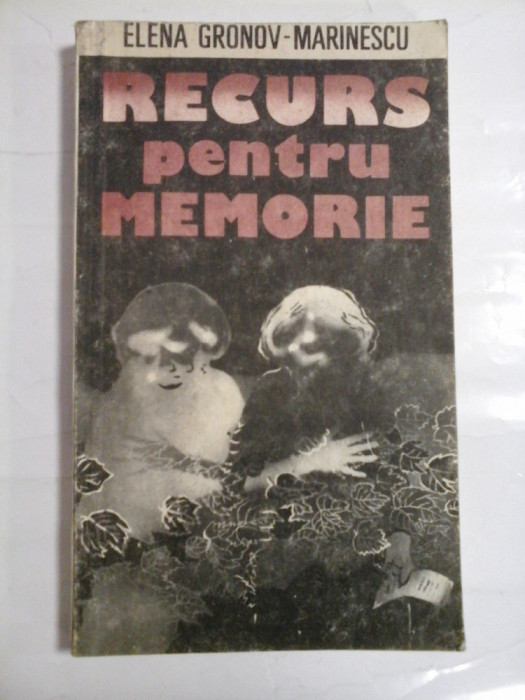 ELENA GRONOV-MARINESCU
RECURS
pentru
MEMORIE